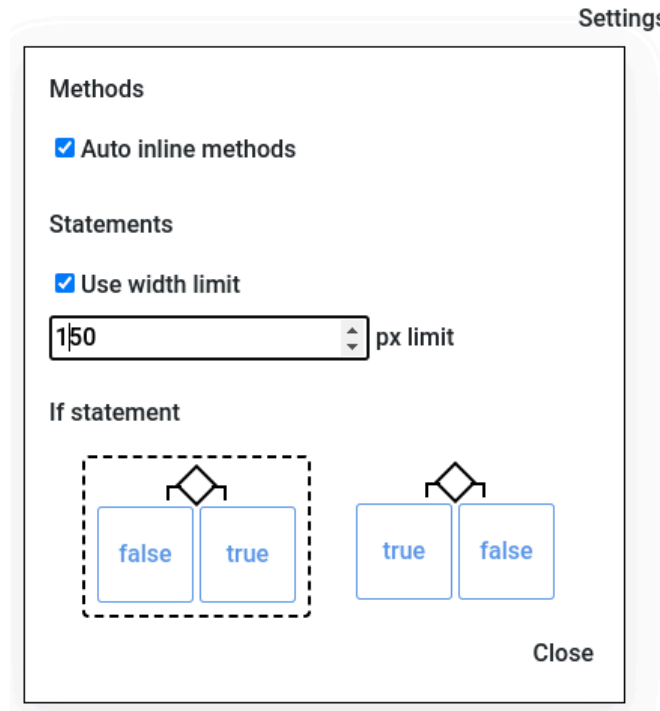 Settings
Methods
Auto inline methods
Statements
Use width limit
150 px limit
If statement
false true true false
Close